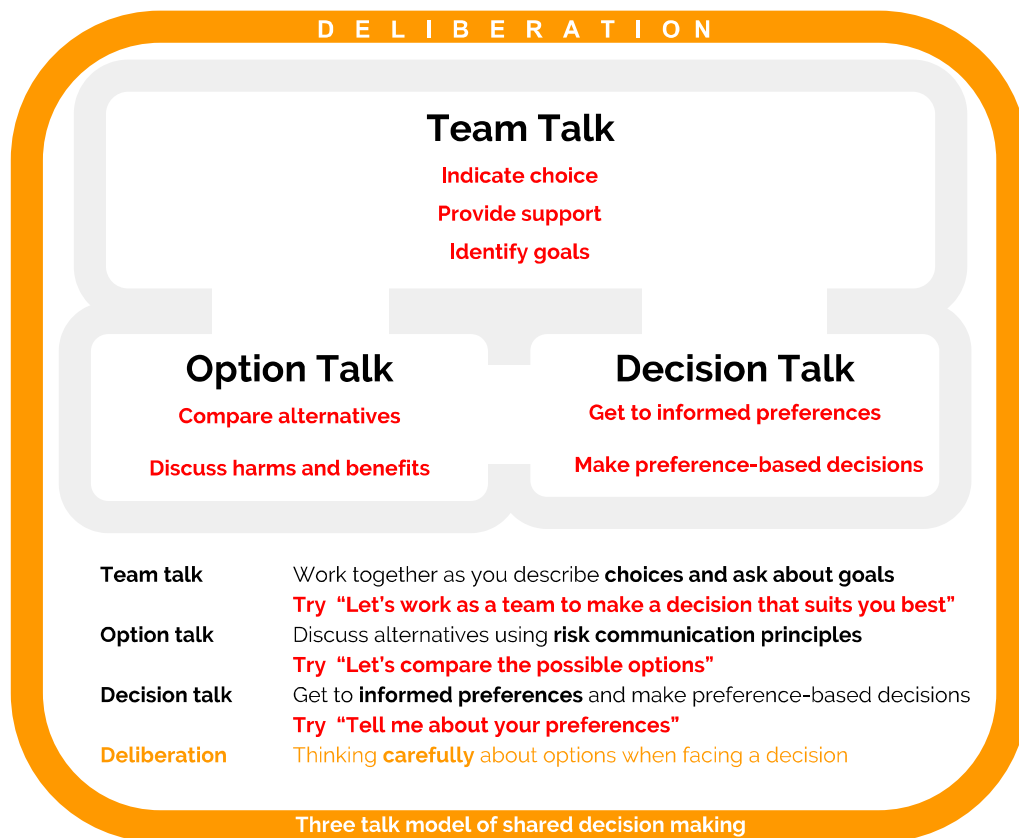 DELIBERATION
Team Talk
Indicate choice
Provide support
Identify goals
Option Talk
Compare alternatives
Discuss harms and benefits
Decision Talk
Get to informed preferences
Make preference-based decisions
Team talk Work together as you describe choices and ask about goals
Try “Let’s work as a team to make a decision that suits you best”
Option talk Discuss alternatives using risk communication principles
Try “Let’s compare the possible options”
Decision talk Get to informed preferences and make preference-based decisions
Try “Tell me about your preferences”
Deliberation Thinking carefully about options when facing a decision
Three talk model of shared decision making